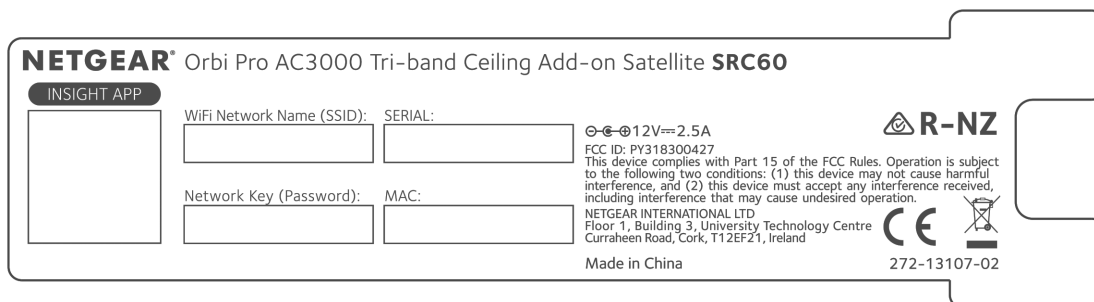 NETGEAR® Orbi Pro AC3000 Tri-band Ceiling Add-on Satellite SRC60
INSIGHT APP
WiFi Network Name (SSID):
SERIAL:
Network Key (Password):
MAC:
12V⎓2.5A
R-NZ
FCC ID: PY318300427
This device complies with Part 15 of the FCC Rules. Operation is subject
to the following two conditions: (1) this device may not cause harmful
interference, and (2) this device must accept any interference received,
including interference that may cause undesired operation.
NETGEAR INTERNATIONAL LTD
Floor 1, Building 3, University Technology Centre
Curraheen Road, Cork, T12EF21, Ireland
CE
Made in China
272-13107-02